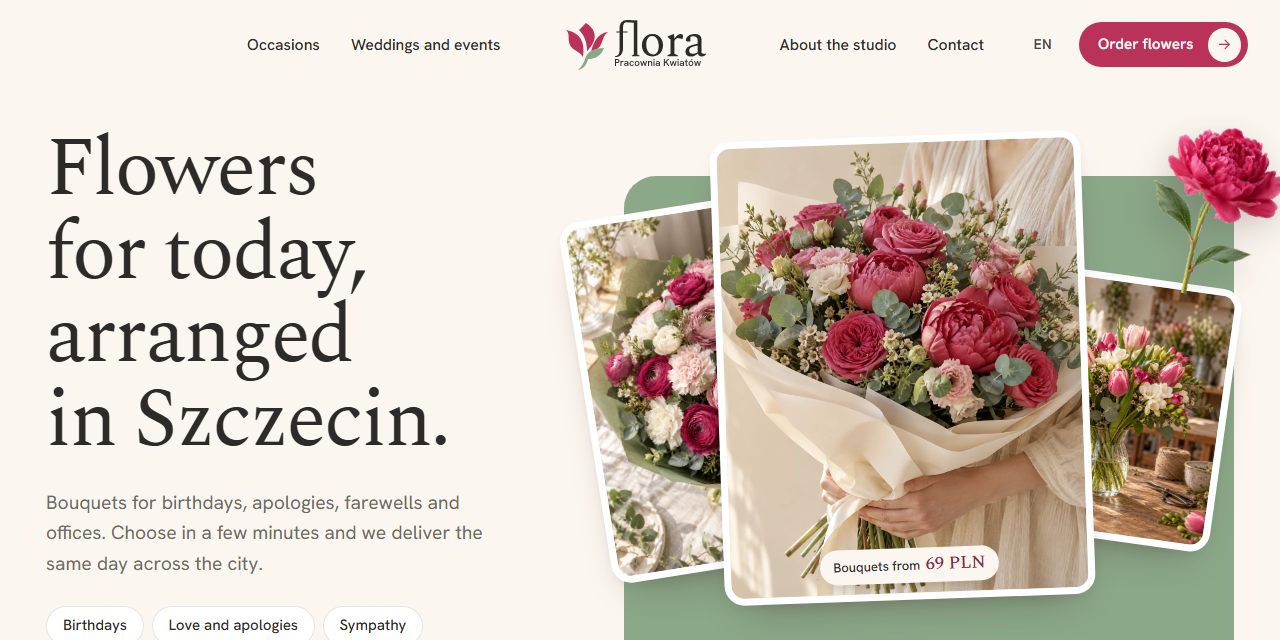 Occasions
Weddings and events
flora
Pracownia Kwiatów
About the studio
Contact
EN
Order flowers
Flowers
for today,
arranged
in Szczecin.
Bouquets for birthdays, apologies, farewells and
offices. Choose in a few minutes and we deliver the
same day across the city.
Birthdays
Love and apologies
Sympathy
Bouquets from 69 PLN